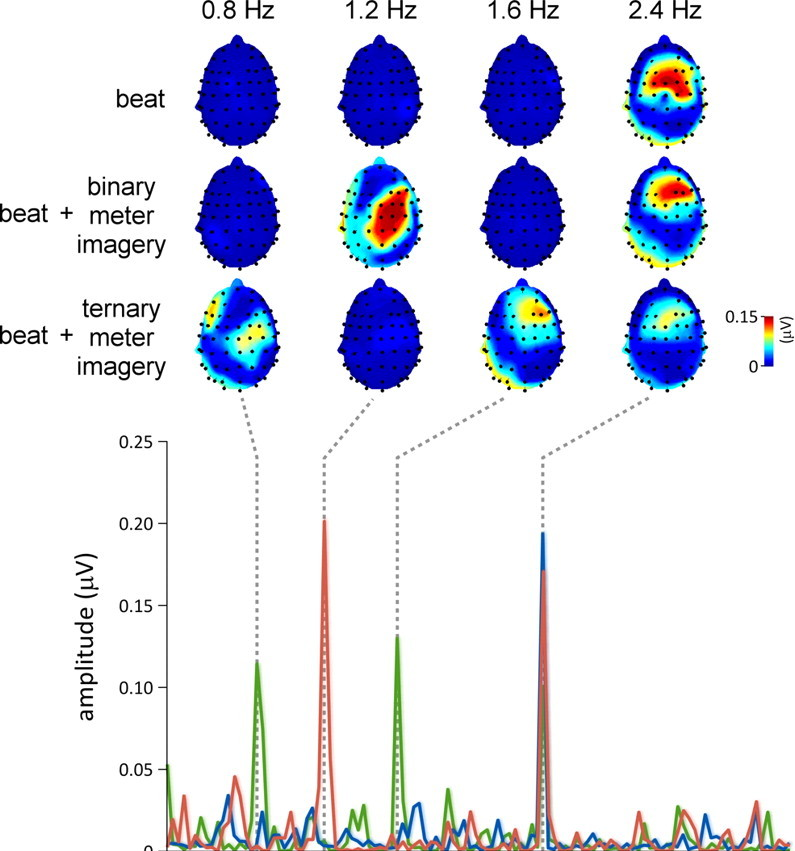 0.8 Hz 1.2 Hz 1.6 Hz 2.4 Hz
beat
beat + binary meter imagery
beat + ternary meter imagery
0.15
(µV)
0
0.25
0.20
0.15
0.10
0.05
0
amplitude (µV)